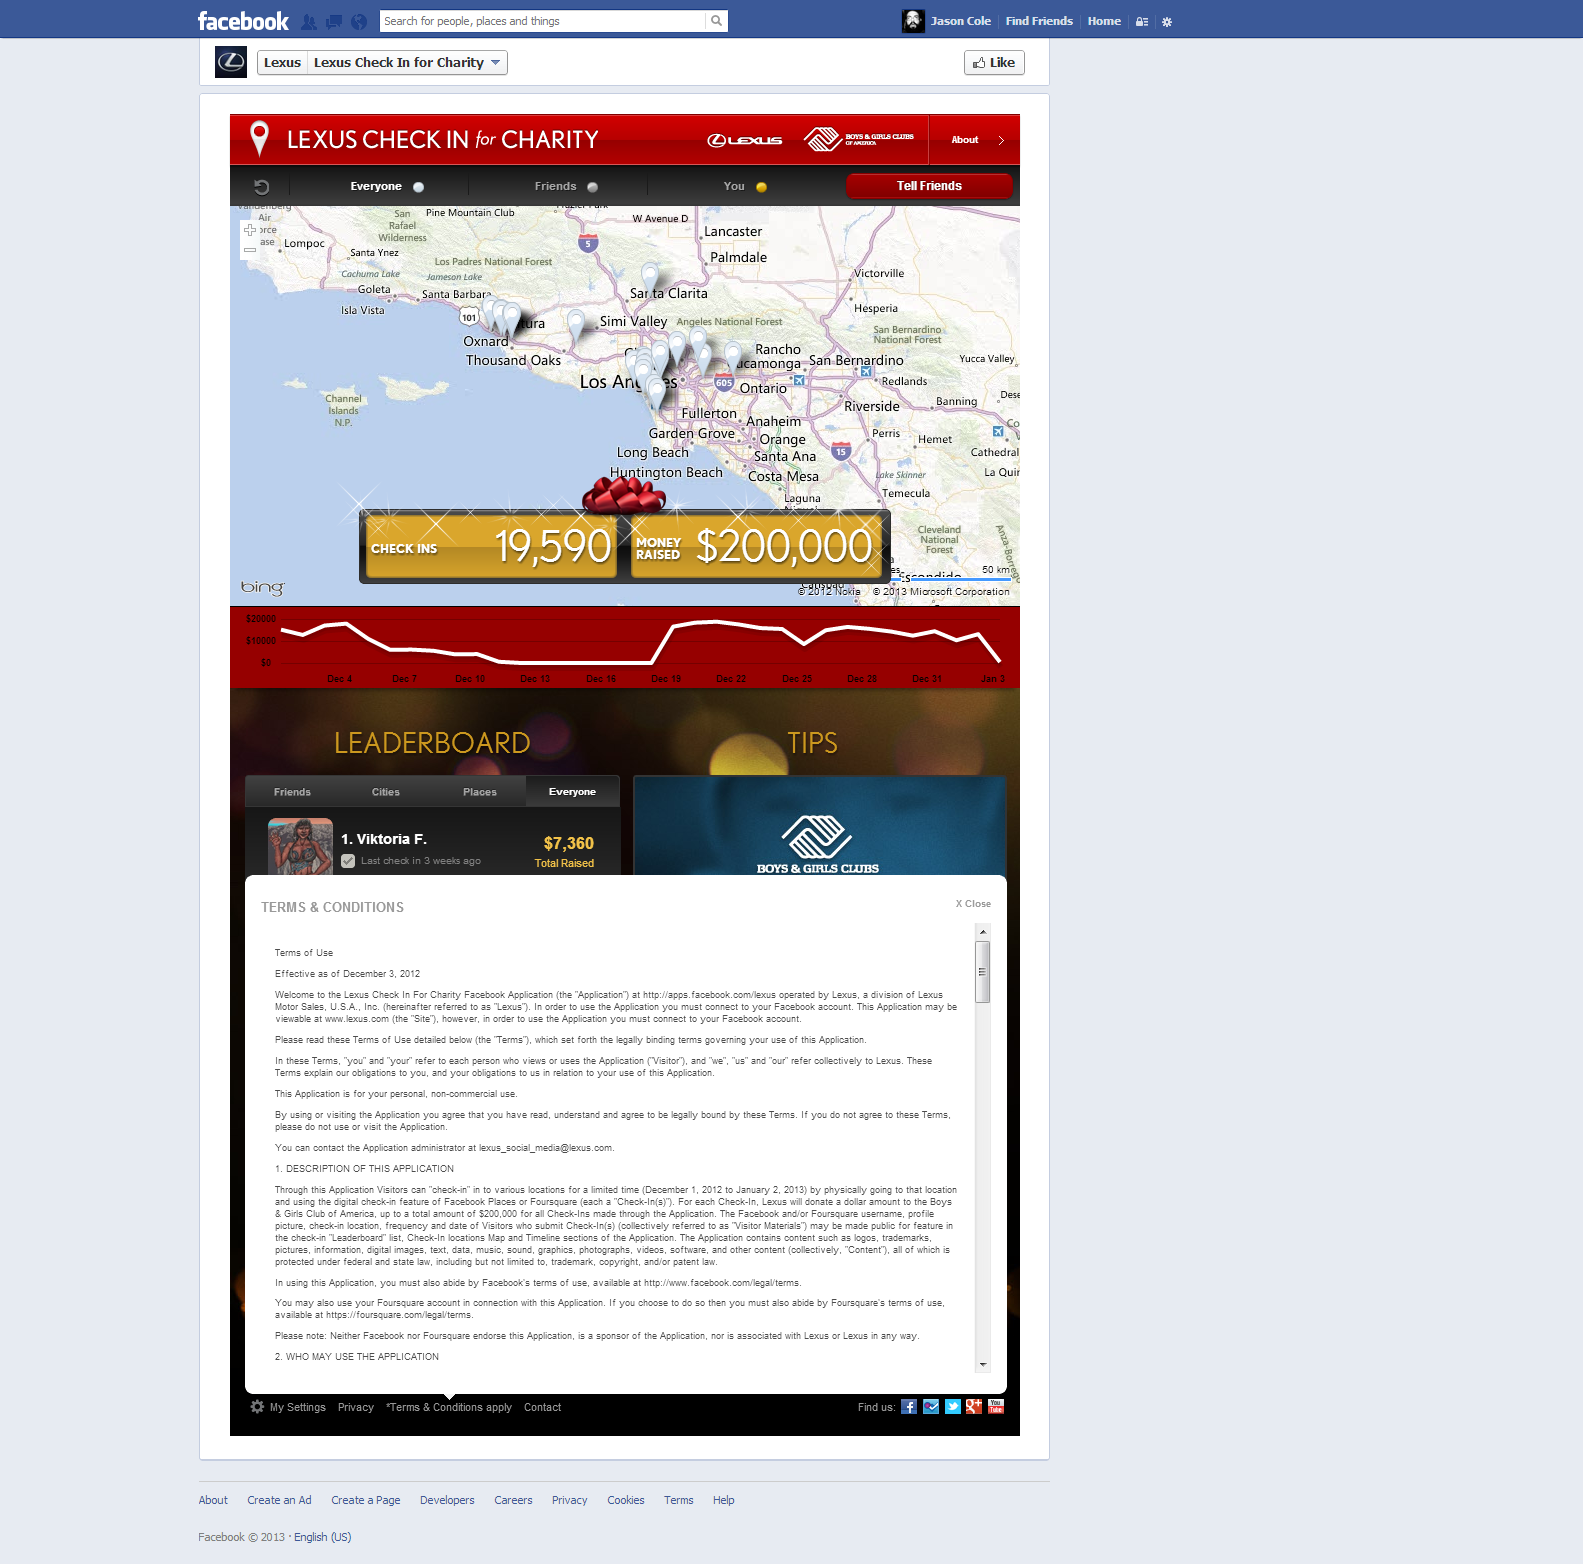 facebook
Search for people, places and things
Jason Cole
Find Friends
Home
Lexus
Lexus Check In for Charity
Like
LEXUS CHECK IN for CHARITY
LEXUS
BOYS & GIRLS CLUBS
OF AMERICA
About
Everyone
Friends
You
Tell Friends
Air
Lompoc
San
Rafael
Wilderness
Pine Mountain Club
W Avenue D
5
Lancaster
Palmdale
Santa Ynez
Los Padres National Forest
Cachuma Lake
Jameson Lake
Goleta
Santa Barbara
Isla Vista
101
Victorville
Hesperia
Santa Clarita
Simi Valley
Angeles National Forest
San Bernardino
National Forest
Oxnard
Thousand Oaks
Rancho
San Bernardino
Yucca Valley
Los Angeles
605
Ontario
Redlands
Channel
Islands
N.P.
Riverside
Banning
Fullerton
Anaheim
Garden Grove
Orange
Perris
Hemet
Long Beach
Santa Ana
15
Cathedral
Huntington Beach
Costa Mesa
Lake Skinner
La Quin
Laguna
Temecula
Cleveland
National
Forest
CHECK INS
19,590
MONEY
RAISED
$200,000
50 km
bing
© 2012 Nokia
© 2013 Microsoft Corporation
$20000
$10000
$0
Dec 4
Dec 7
Dec 10
Dec 13
Dec 16
Dec 19
Dec 22
Dec 25
Dec 28
Dec 31
Jan 3
LEADERBOARD
TIPS
Friends
Cities
Places
Everyone
1. Viktoria F.
Last check in 3 weeks ago
$7,360
Total Raised
BOYS & GIRLS CLUBS
TERMS & CONDITIONS
X Close
Terms of Use
Effective as of December 3, 2012
Welcome to the Lexus Check In For Charity Facebook Application (the "Application") at http://apps.facebook.com/lexus operated by Lexus, a division of Lexus
Motor Sales, U.S.A., Inc. (hereinafter referred to as "Lexus"). In order to use the Application you must connect to your Facebook account. This Application may be
viewable at www.lexus.com (the "Site"), however, in order to use the Application you must connect to your Facebook account.
Please read these Terms of Use detailed below (the "Terms"), which set forth the legally binding terms governing your use of this Application.
In these Terms, "you" and "your" refer to each person who views or uses the Application ("Visitor"), and "we", "us" and "our" refer collectively to Lexus. These
Terms explain our obligations to you, and your obligations to us in relation to your use of this Application.
This Application is for your personal, non-commercial use.
By using or visiting the Application you agree that you have read, understand and agree to be legally bound by these Terms. If you do not agree to these Terms,
please do not use or visit the Application.
You can contact the Application administrator at lexus_social_media@lexus.com.
1. DESCRIPTION OF THIS APPLICATION
Through this Application Visitors can "check-in" in to various locations for a limited time (December 1, 2012 to January 2, 2013) by physically going to that location
and using the digital check-in feature of Facebook Places or Foursquare (each a "Check-In(s)"). For each Check-In, Lexus will donate a dollar amount to the Boys
& Girls Club of America, up to a total amount of $200,000 for all Check-Ins made through the Application. The Facebook and/or Foursquare username, profile
picture, check-in location, frequency and date of Visitors who submit Check-In(s) (collectively referred to as "Visitor Materials") may be made public for feature in
the check-in "Leaderboard" list, Check-In locations Map and Timeline sections of the Application. The Application contains content such as logos, trademarks,
pictures, information, digital images, text, data, music, sound, graphics, photographs, videos, software, and other content (collectively, "Content"), all of which is
protected under federal and state law, including but not limited to, trademark, copyright, and/or patent law.
In using this Application, you must also abide by Facebook's terms of use, available at http://www.facebook.com/legal/terms.
You may also use your Foursquare account in connection with this Application. If you choose to do so then you must also abide by Foursquare's terms of use,
available at https://foursquare.com/legal/terms.
Please note: Neither Facebook nor Foursquare endorse this Application, is a sponsor of the Application, nor is associated with Lexus or Lexus in any way.
2. WHO MAY USE THE APPLICATION
My Settings
Privacy
*Terms & Conditions apply
Contact
Find us:
You
Tube
About
Create an Ad
Create a Page
Developers
Careers
Privacy
Cookies
Terms
Help
Facebook © 2013 · English (US)